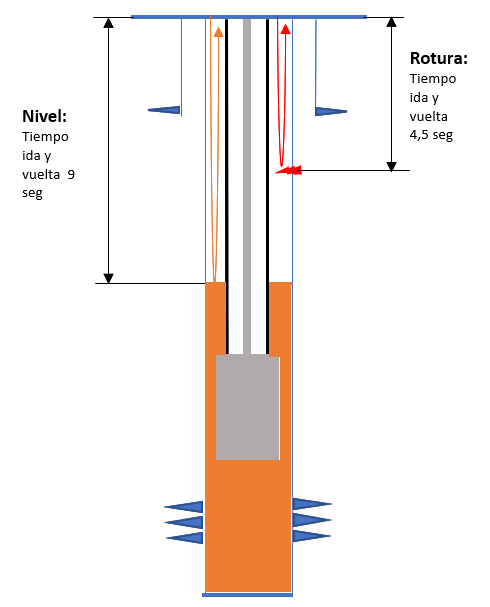 Nivel:
Tiempo
ida y
vuelta 9
seg
Rotura:
Tiempo
ida y
vuelta
4,5 seg